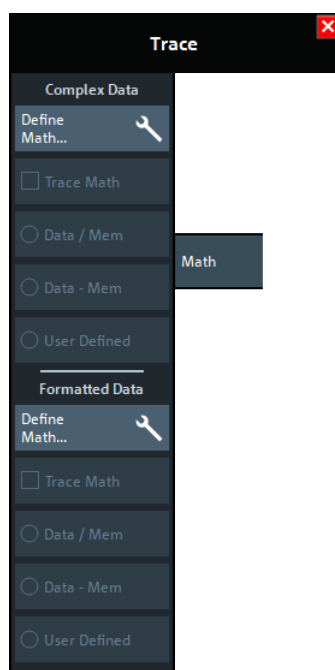 Trace
Complex Data
Define
Math...
Trace Math
Data / Mem
Math
Data - Mem
User Defined
Formatted Data
Define
Math...
Trace Math
Data / Mem
Data - Mem
User Defined